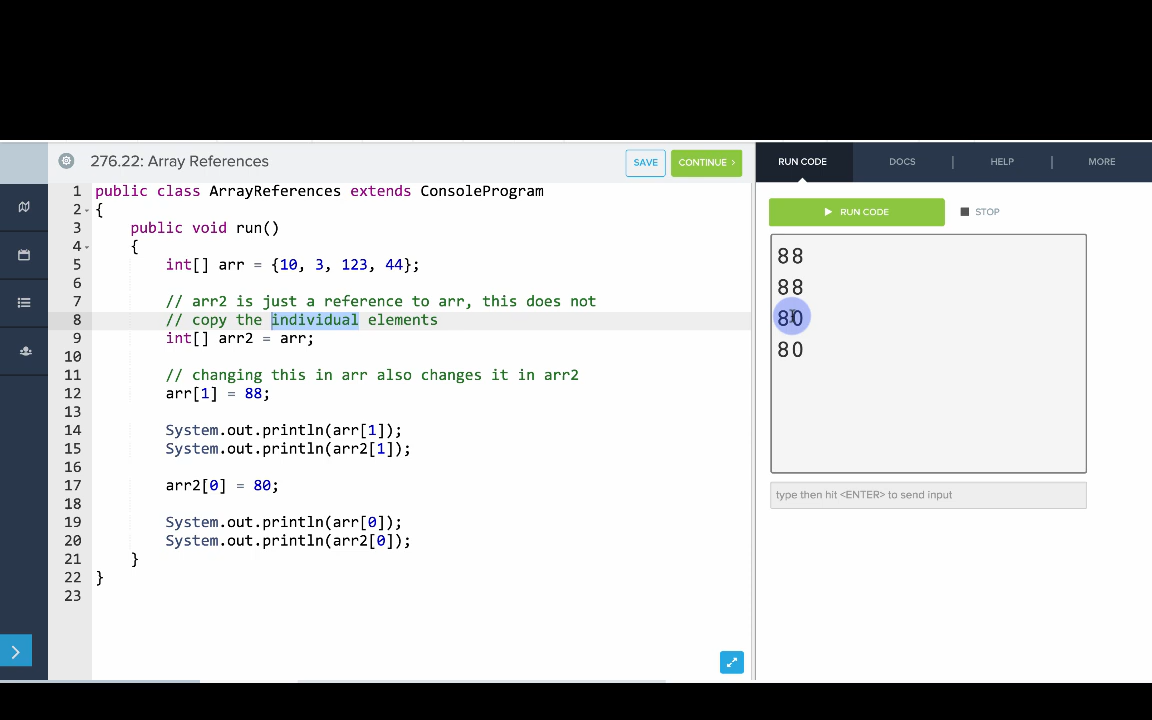 276.22: Array References
SAVE
CONTINUE >
RUN CODE
DOCS
HELP
MORE
1 public class ArrayReferences extends ConsoleProgram
2 {
3 public void run()
4 {
5 int[] arr = {10, 3, 123, 44};
6
7 // arr2 is just a reference to arr, this does not
8 // copy the individual elements
9 int[] arr2 = arr;
10
11 // changing this in arr also changes it in arr2
12 arr[1] = 88;
13
14 System.out.println(arr[1]);
15 System.out.println(arr2[1]);
16
17 arr2[0] = 80;
18
19 System.out.println(arr[0]);
20 System.out.println(arr2[0]);
21 }
22 }
23
RUN CODE
STOP
88
88
80
80
type then hit <ENTER> to send input